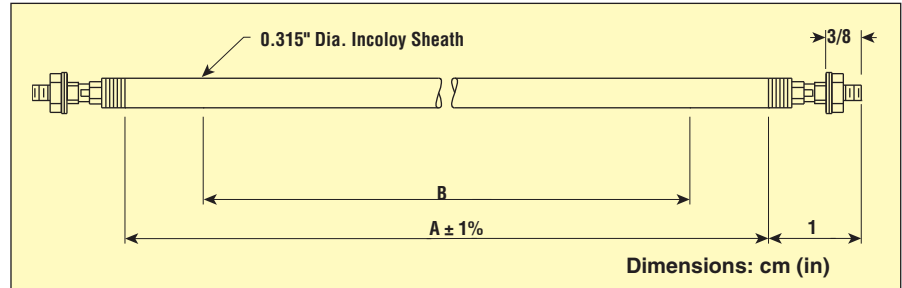 0.315" Dia. Incoloy Sheath
3/8
B
A ± 1%
1
Dimensions: cm (in)